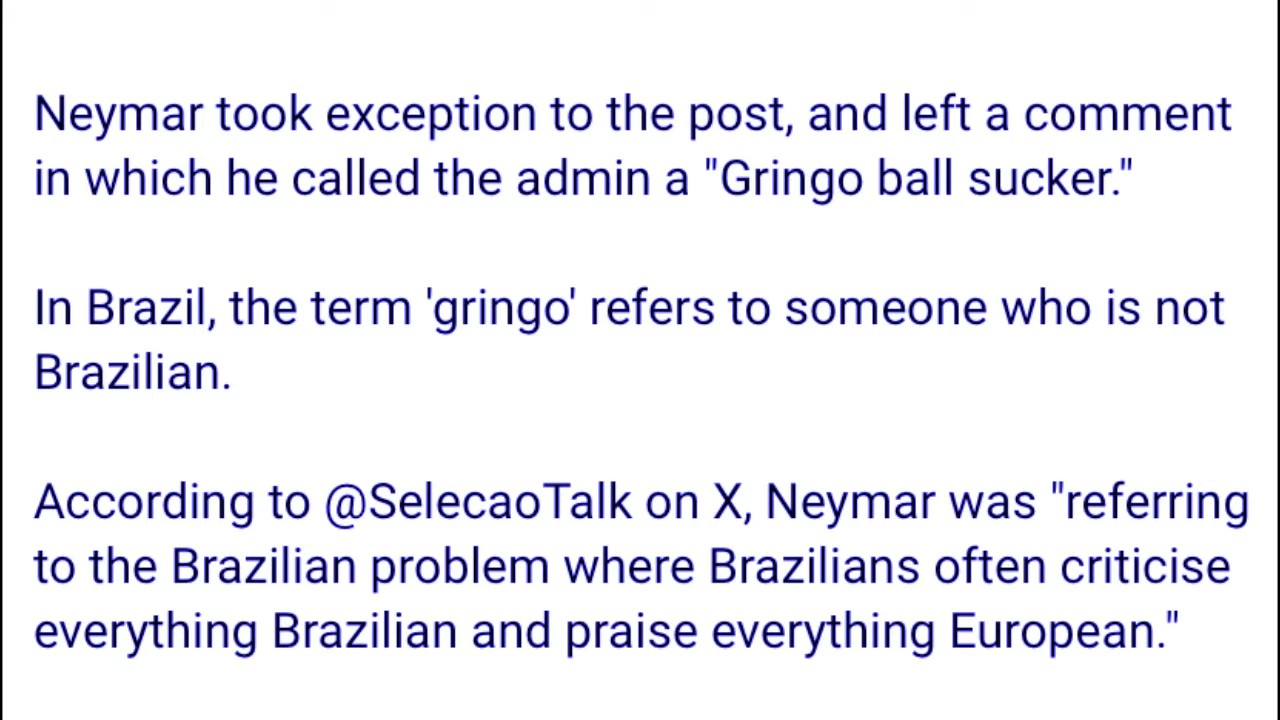 Neymar took exception to the post, and left a comment
in which he called the admin a "Gringo ball sucker."
In Brazil, the term 'gringo' refers to someone who is not
Brazilian.
According to @SelecaoTalk on X, Neymar was "referring
to the Brazilian problem where Brazilians often criticise
everything Brazilian and praise everything European."